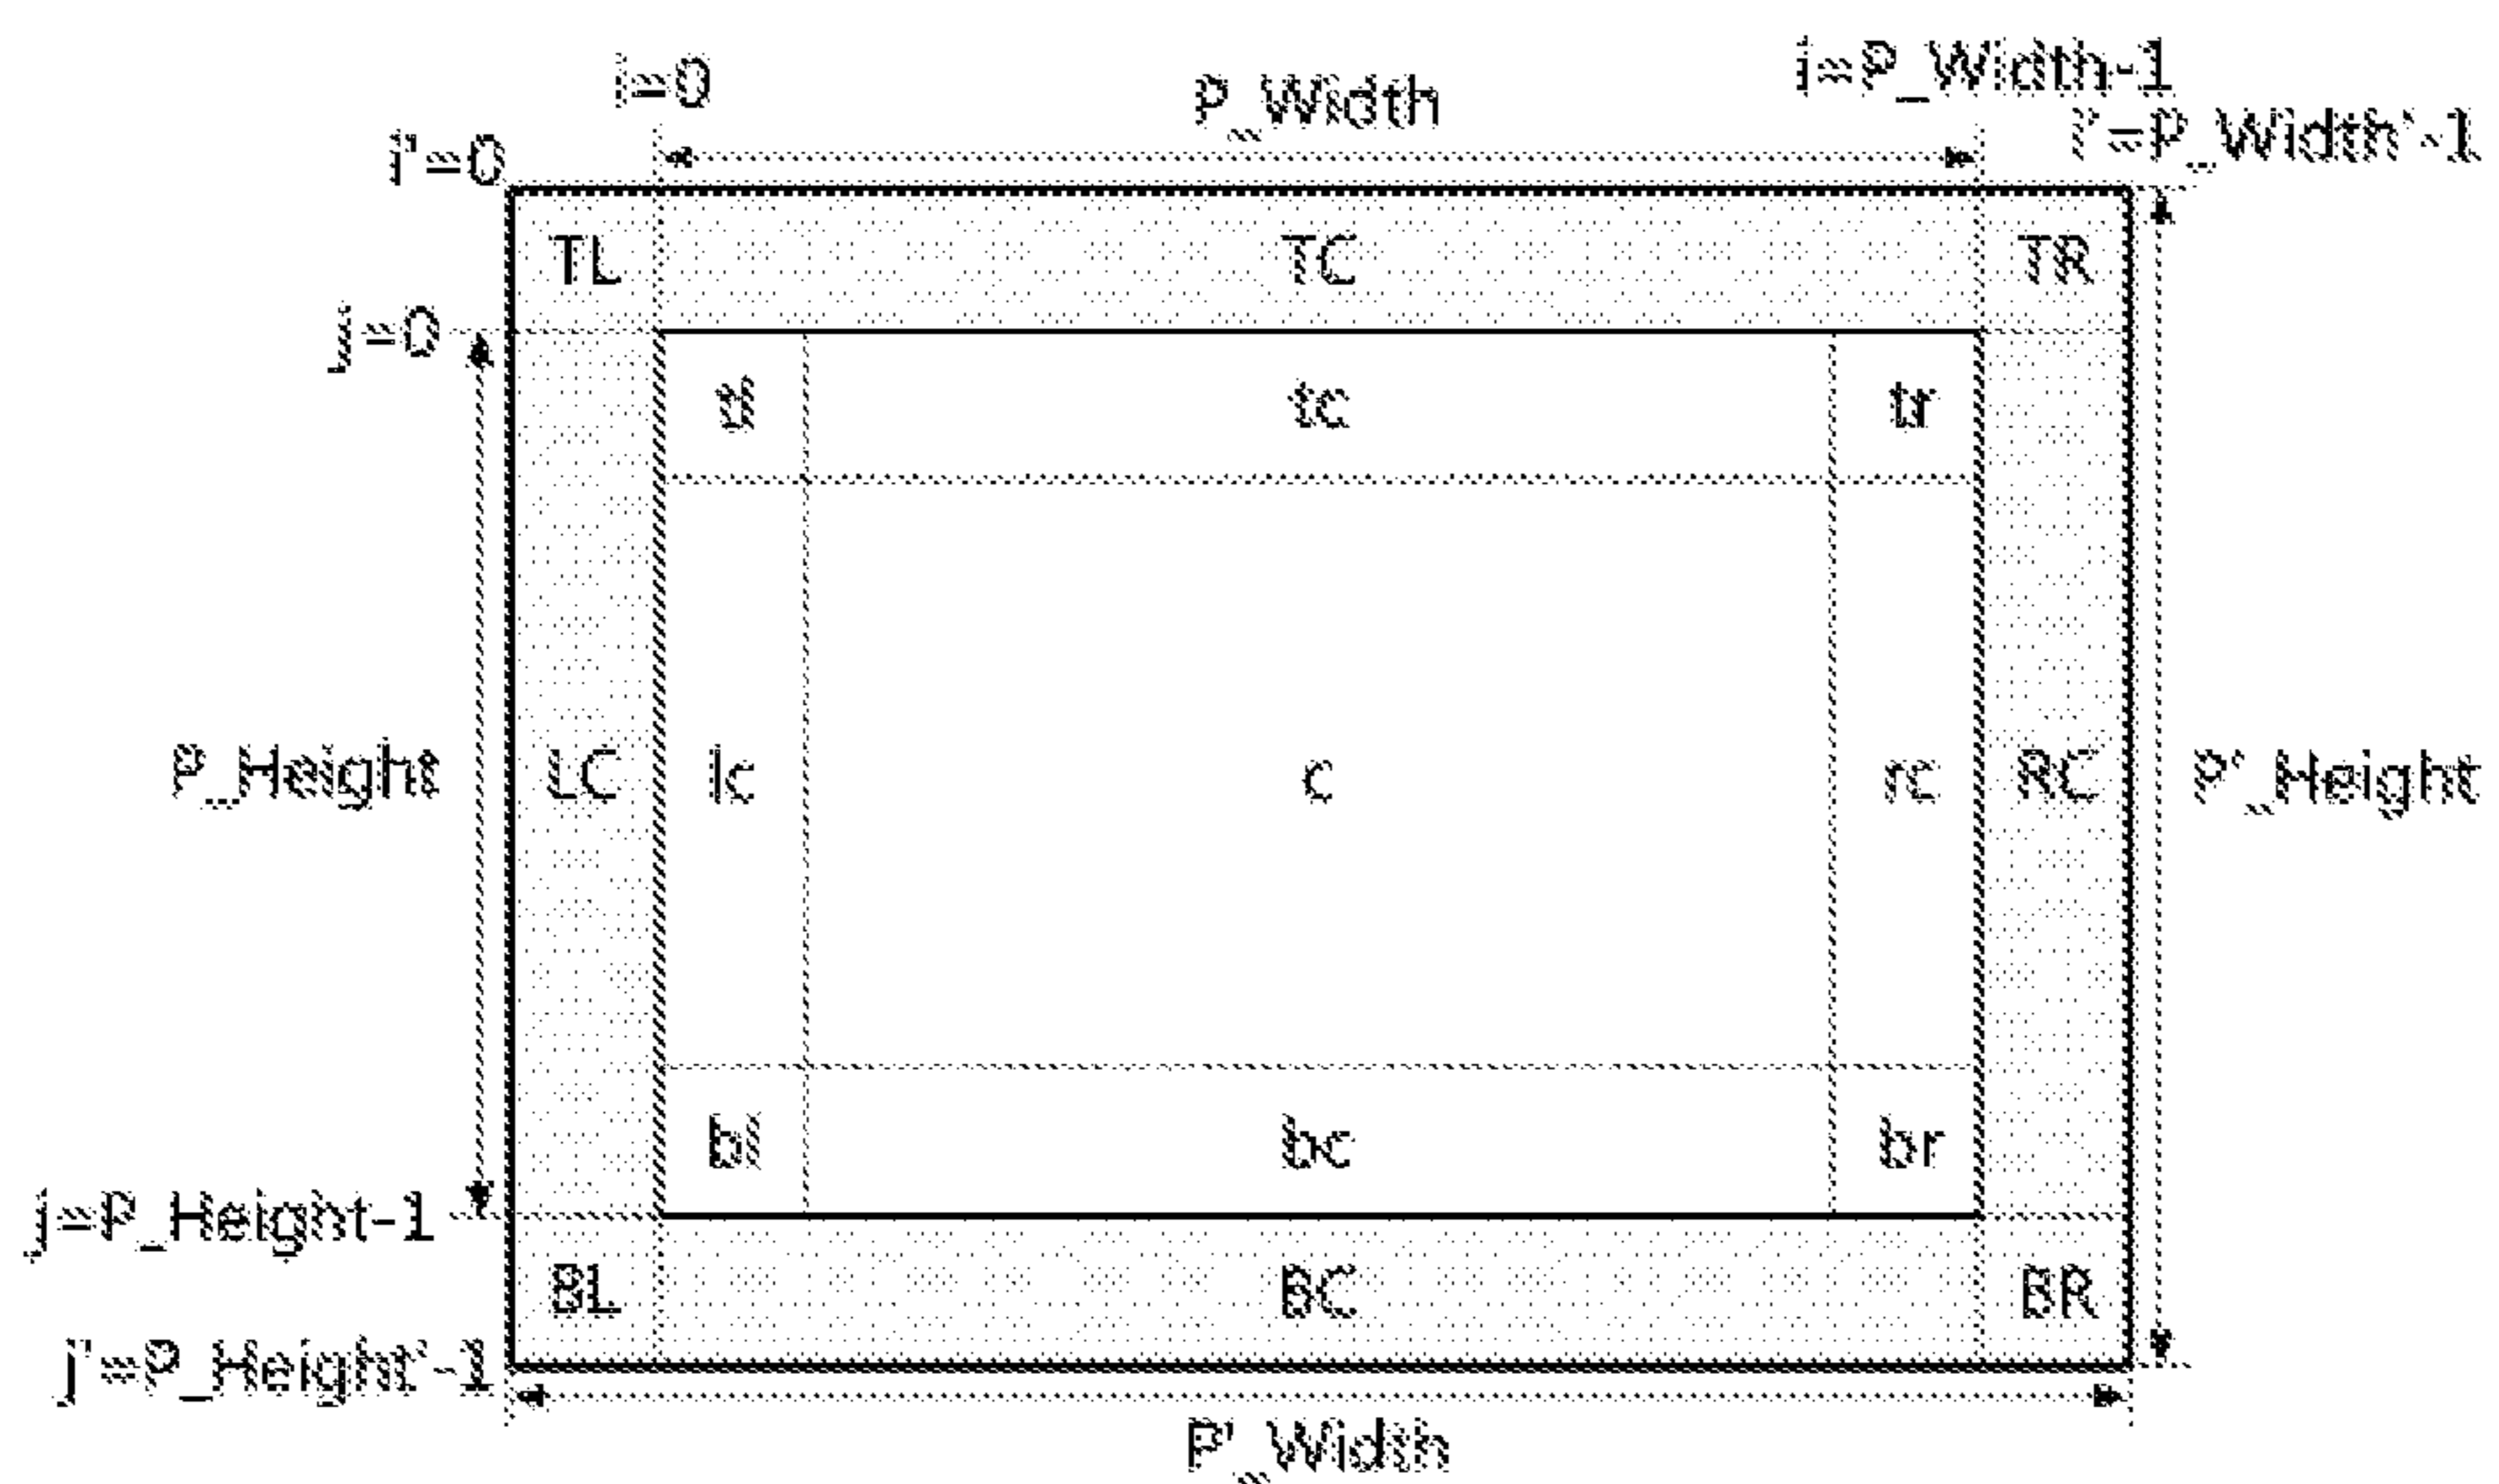 i=0
P_Width
i=P_Width-1
i'=0
i'=P_Width'-1
TL TC TR
j=0
tl tc tr
P_Height
LC lc c rc RC
P'_Height
bl bc br
j=P_Height-1
BL BC BR
j'=P_Height'-1
P'_Width